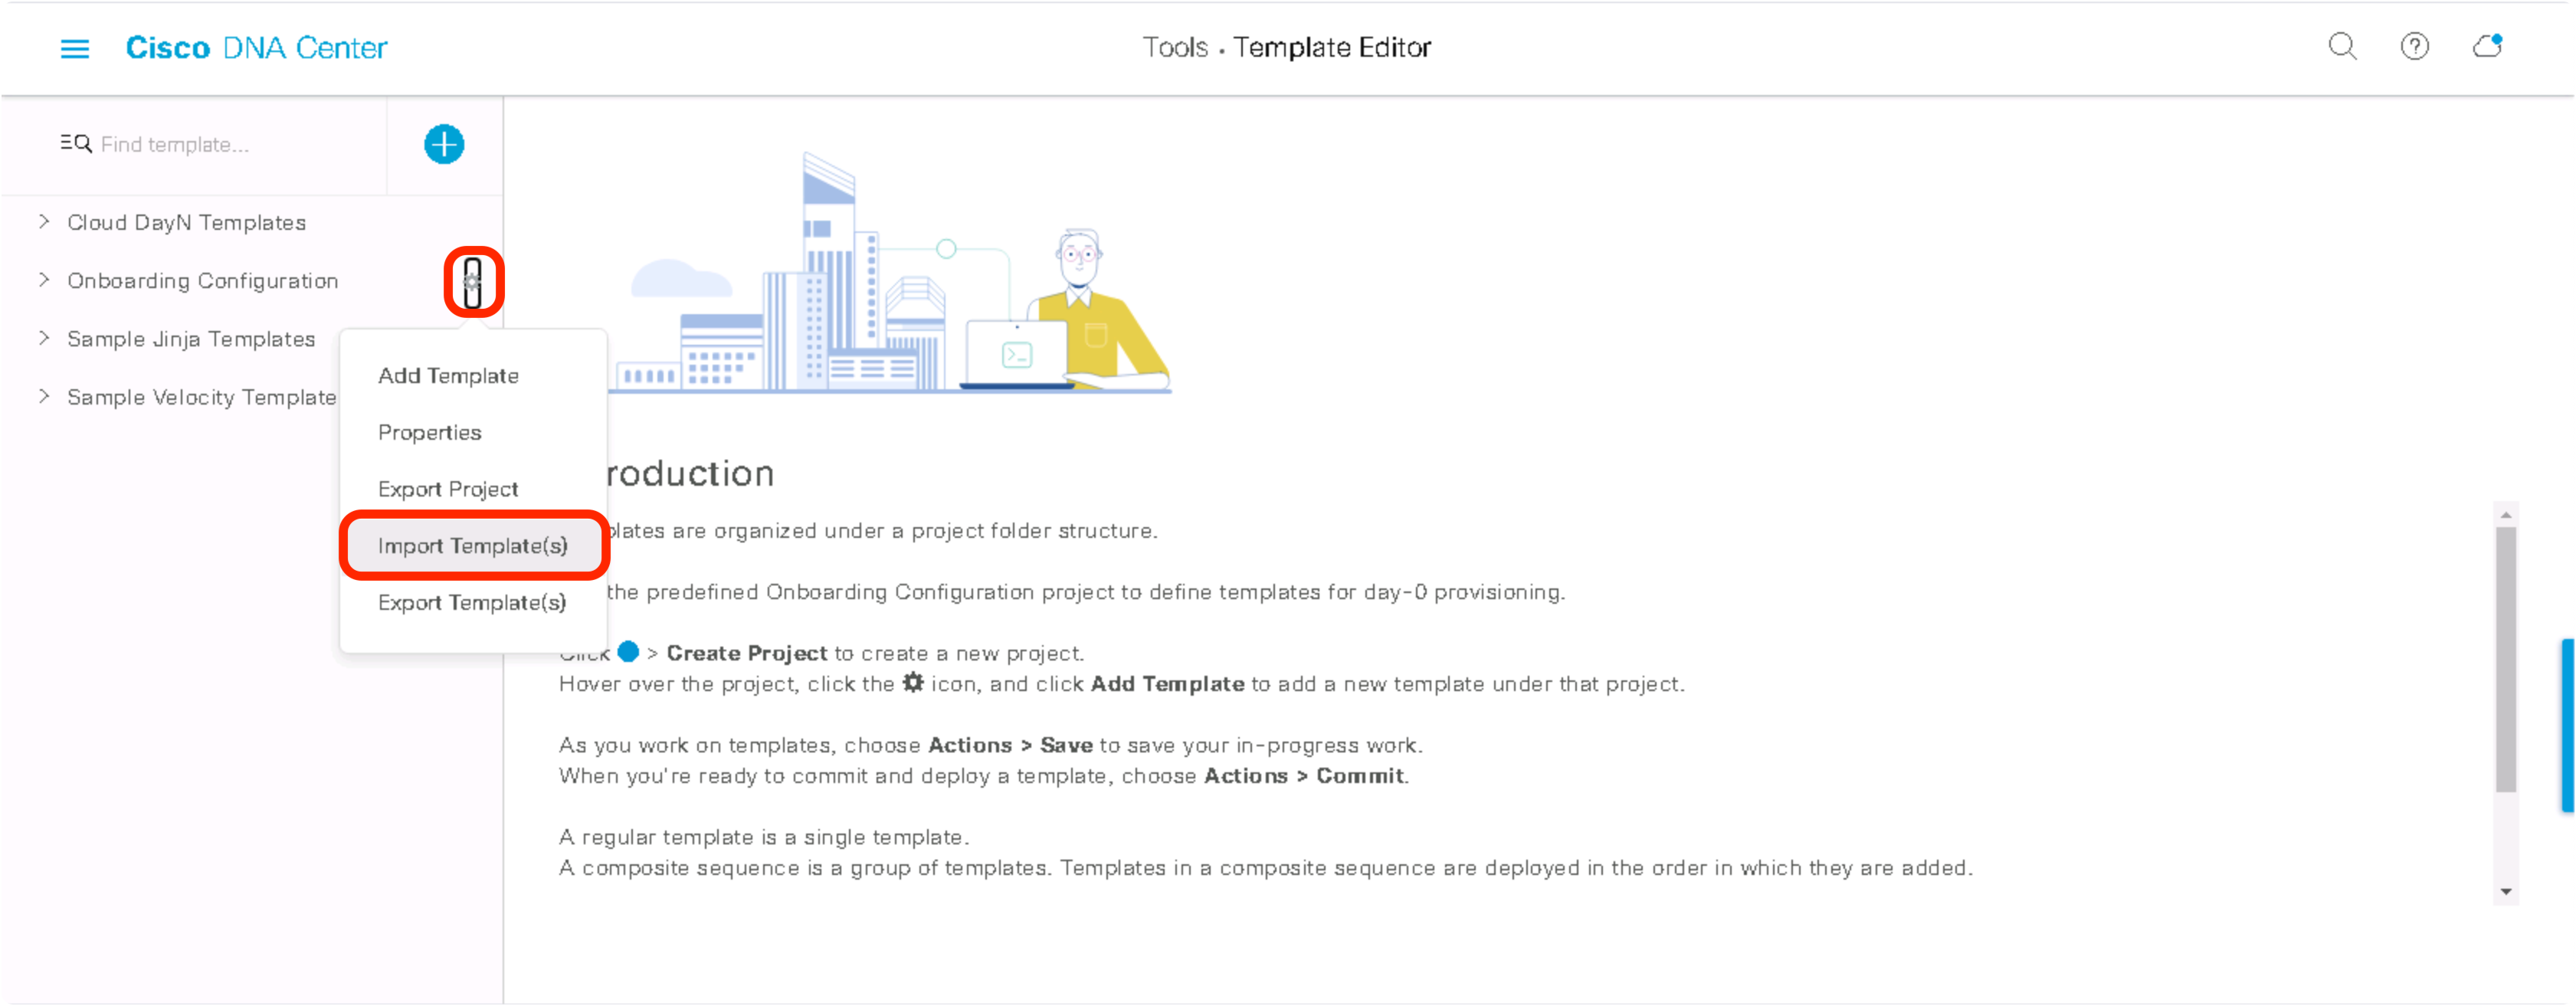 Cisco DNA Center
Tools • Template Editor
Find template...
Cloud DayN Templates
Onboarding Configuration
Sample Jinja Templates
Sample Velocity Template
Add Template
Properties
Export Project
Import Template(s)
Export Template(s)
roduction
plates are organized under a project folder structure.
the predefined Onboarding Configuration project to define templates for day-0 provisioning.
Click > Create Project to create a new project.
Hover over the project, click the icon, and click Add Template to add a new template under that project.
As you work on templates, choose Actions > Save to save your in-progress work.
When you're ready to commit and deploy a template, choose Actions > Commit.
A regular template is a single template.
A composite sequence is a group of templates. Templates in a composite sequence are deployed in the order in which they are added.